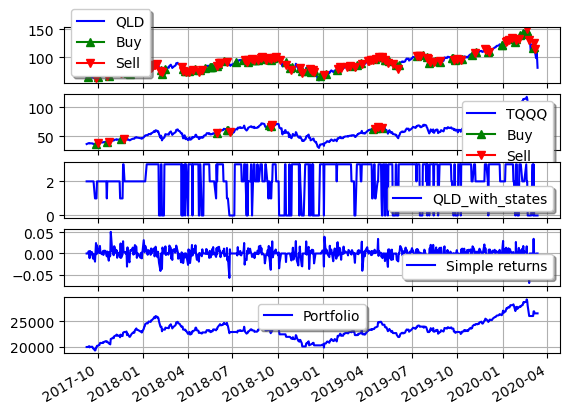 QLD
Buy
Sell
150
100
TQQQ
Buy
Sell
100
50
QLD_with_states
2
0
Simple returns
0.05
0.00
−0.05
Portfolio
25000
20000
2017-10 2018-01 2018-04 2018-07 2018-10 2019-01 2019-04 2019-07 2019-10 2020-01 2020-04